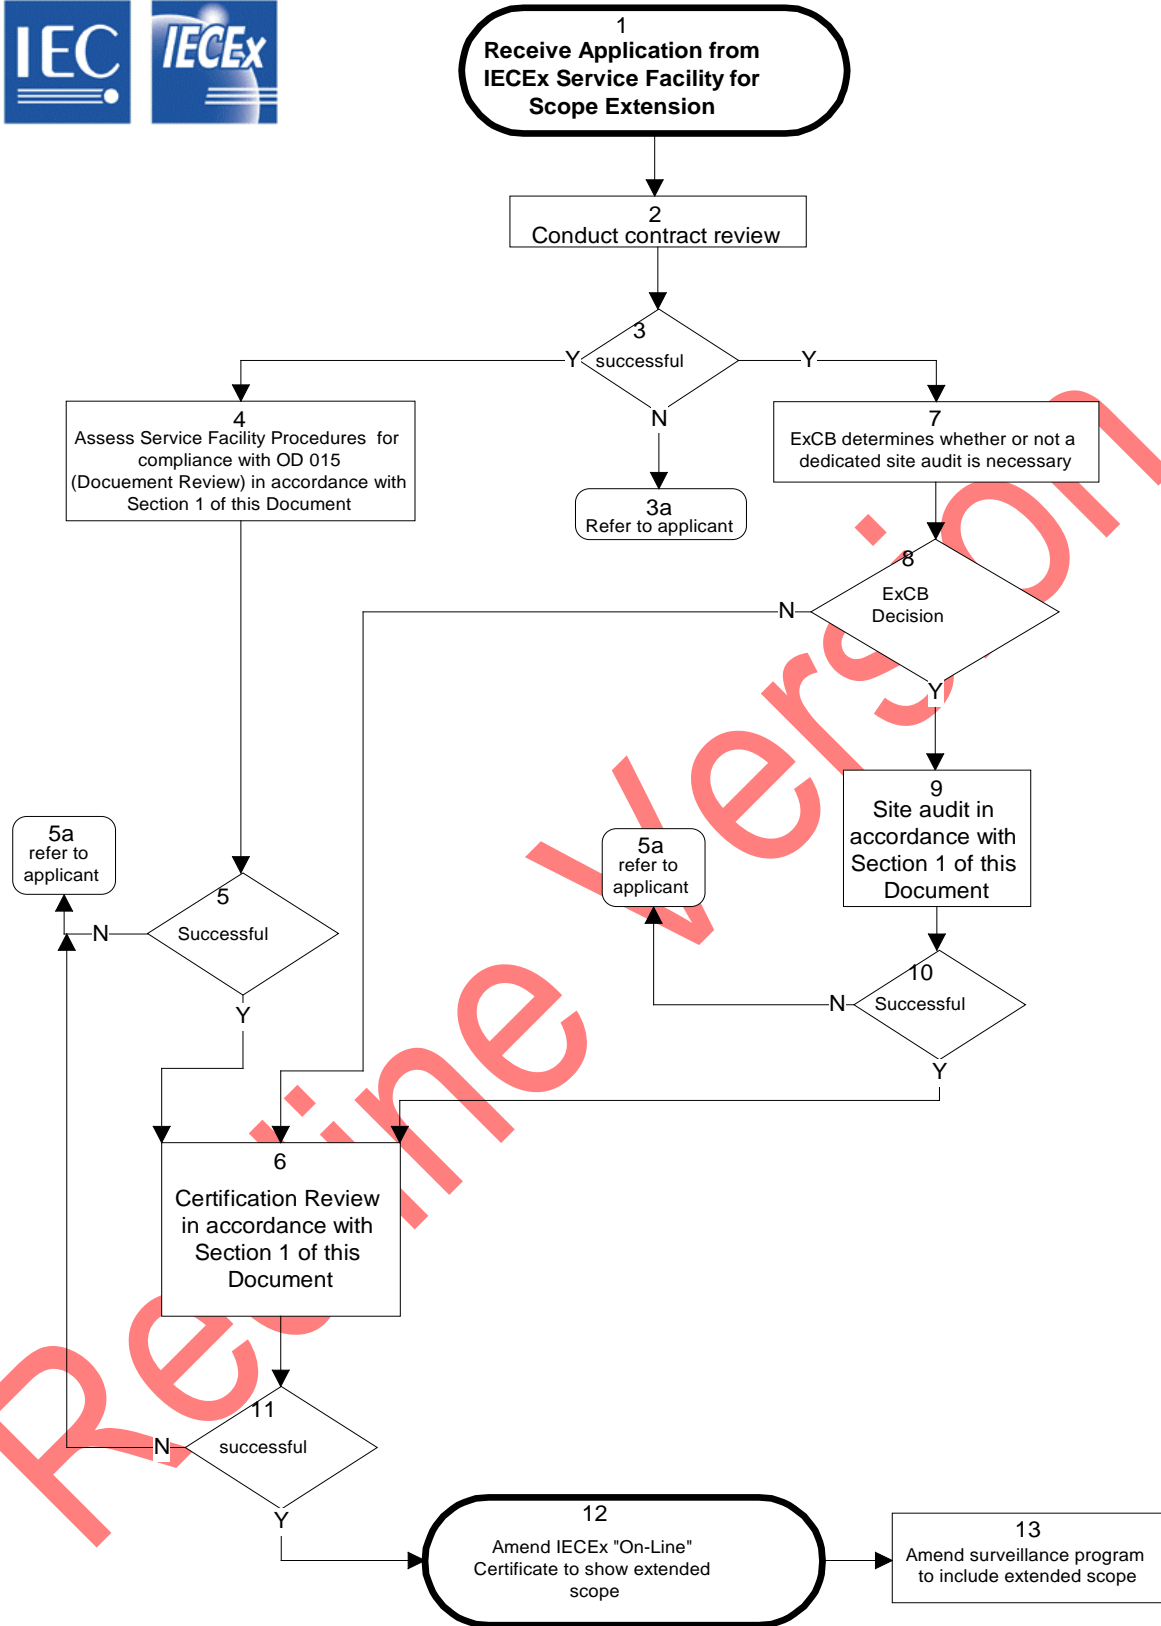 IEC
IECEx
1
Receive Application from
IECEx Service Facility for
Scope Extension
2
Conduct contract review
3
successful
Y
Y
N
4
Assess Service Facility Procedures for
compliance with OD 015
(Docuement Review) in accordance with
Section 1 of this Document
3a
Refer to applicant
7
ExCB determines whether or not a
dedicated site audit is necessary
8
ExCB
Decision
N
Y
9
Site audit in
accordance with
Section 1 of this
Document
5a
refer to
applicant
5
Successful
N
Y
5a
refer to
applicant
10
Successful
N
Y
6
Certification Review
in accordance with
Section 1 of this
Document
11
successful
N
Y
12
Amend IECEx "On-Line"
Certificate to show extended
scope
13
Amend surveillance program
to include extended scope
Redline Version